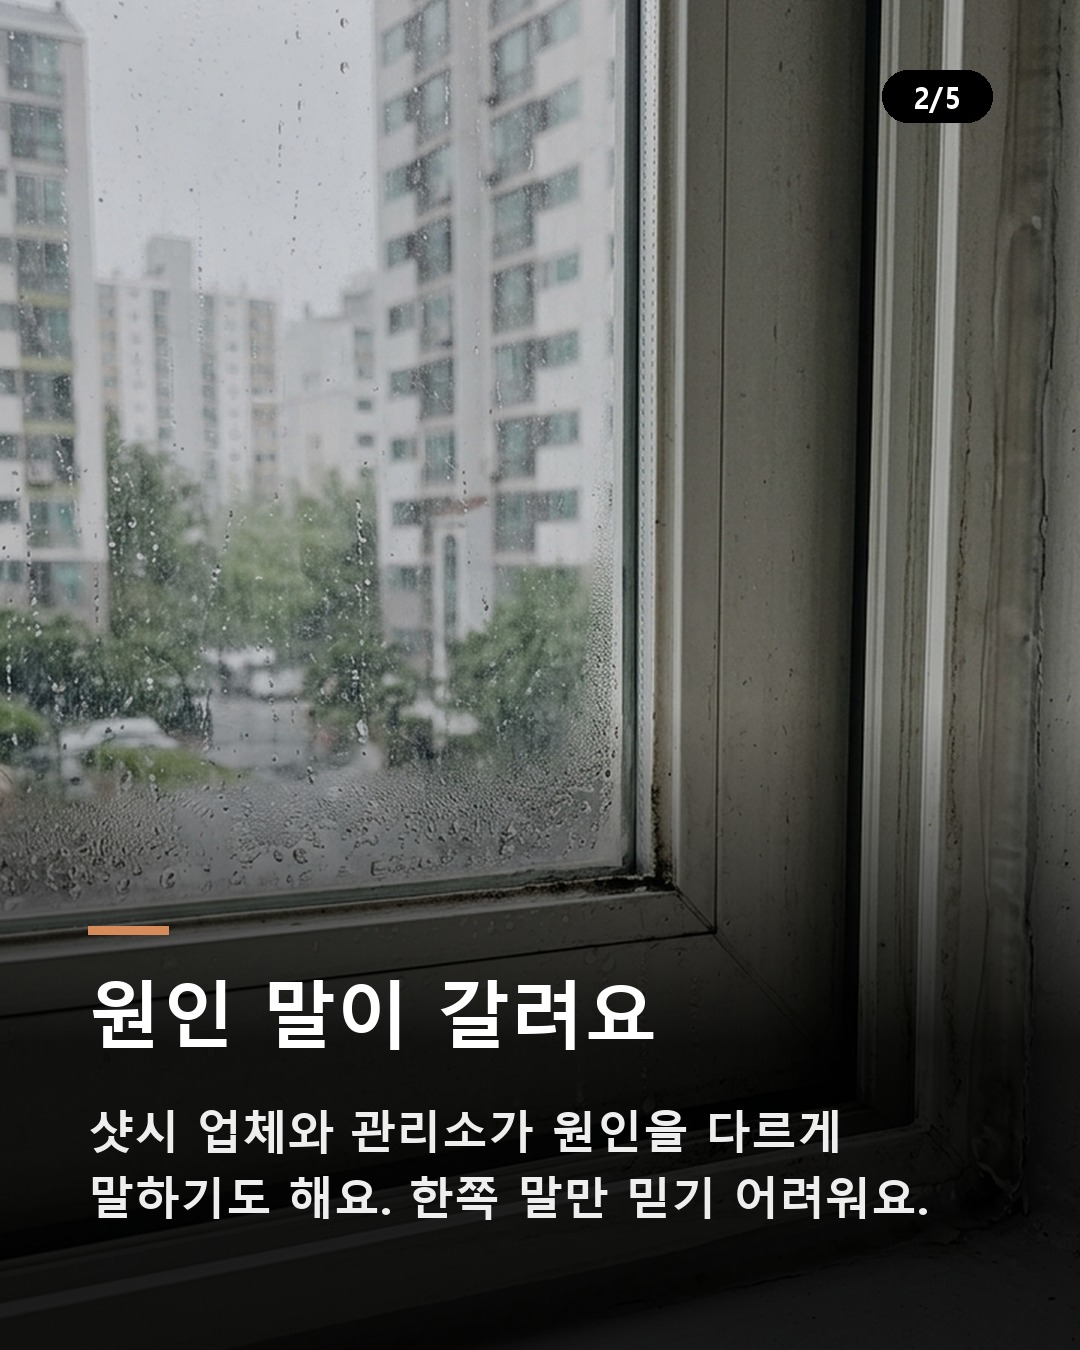 2/5
원인 말이 갈려요
샷시 업체와 관리소가 원인을 다르게
말하기도 해요. 한쪽 말만 믿기 어려워요.